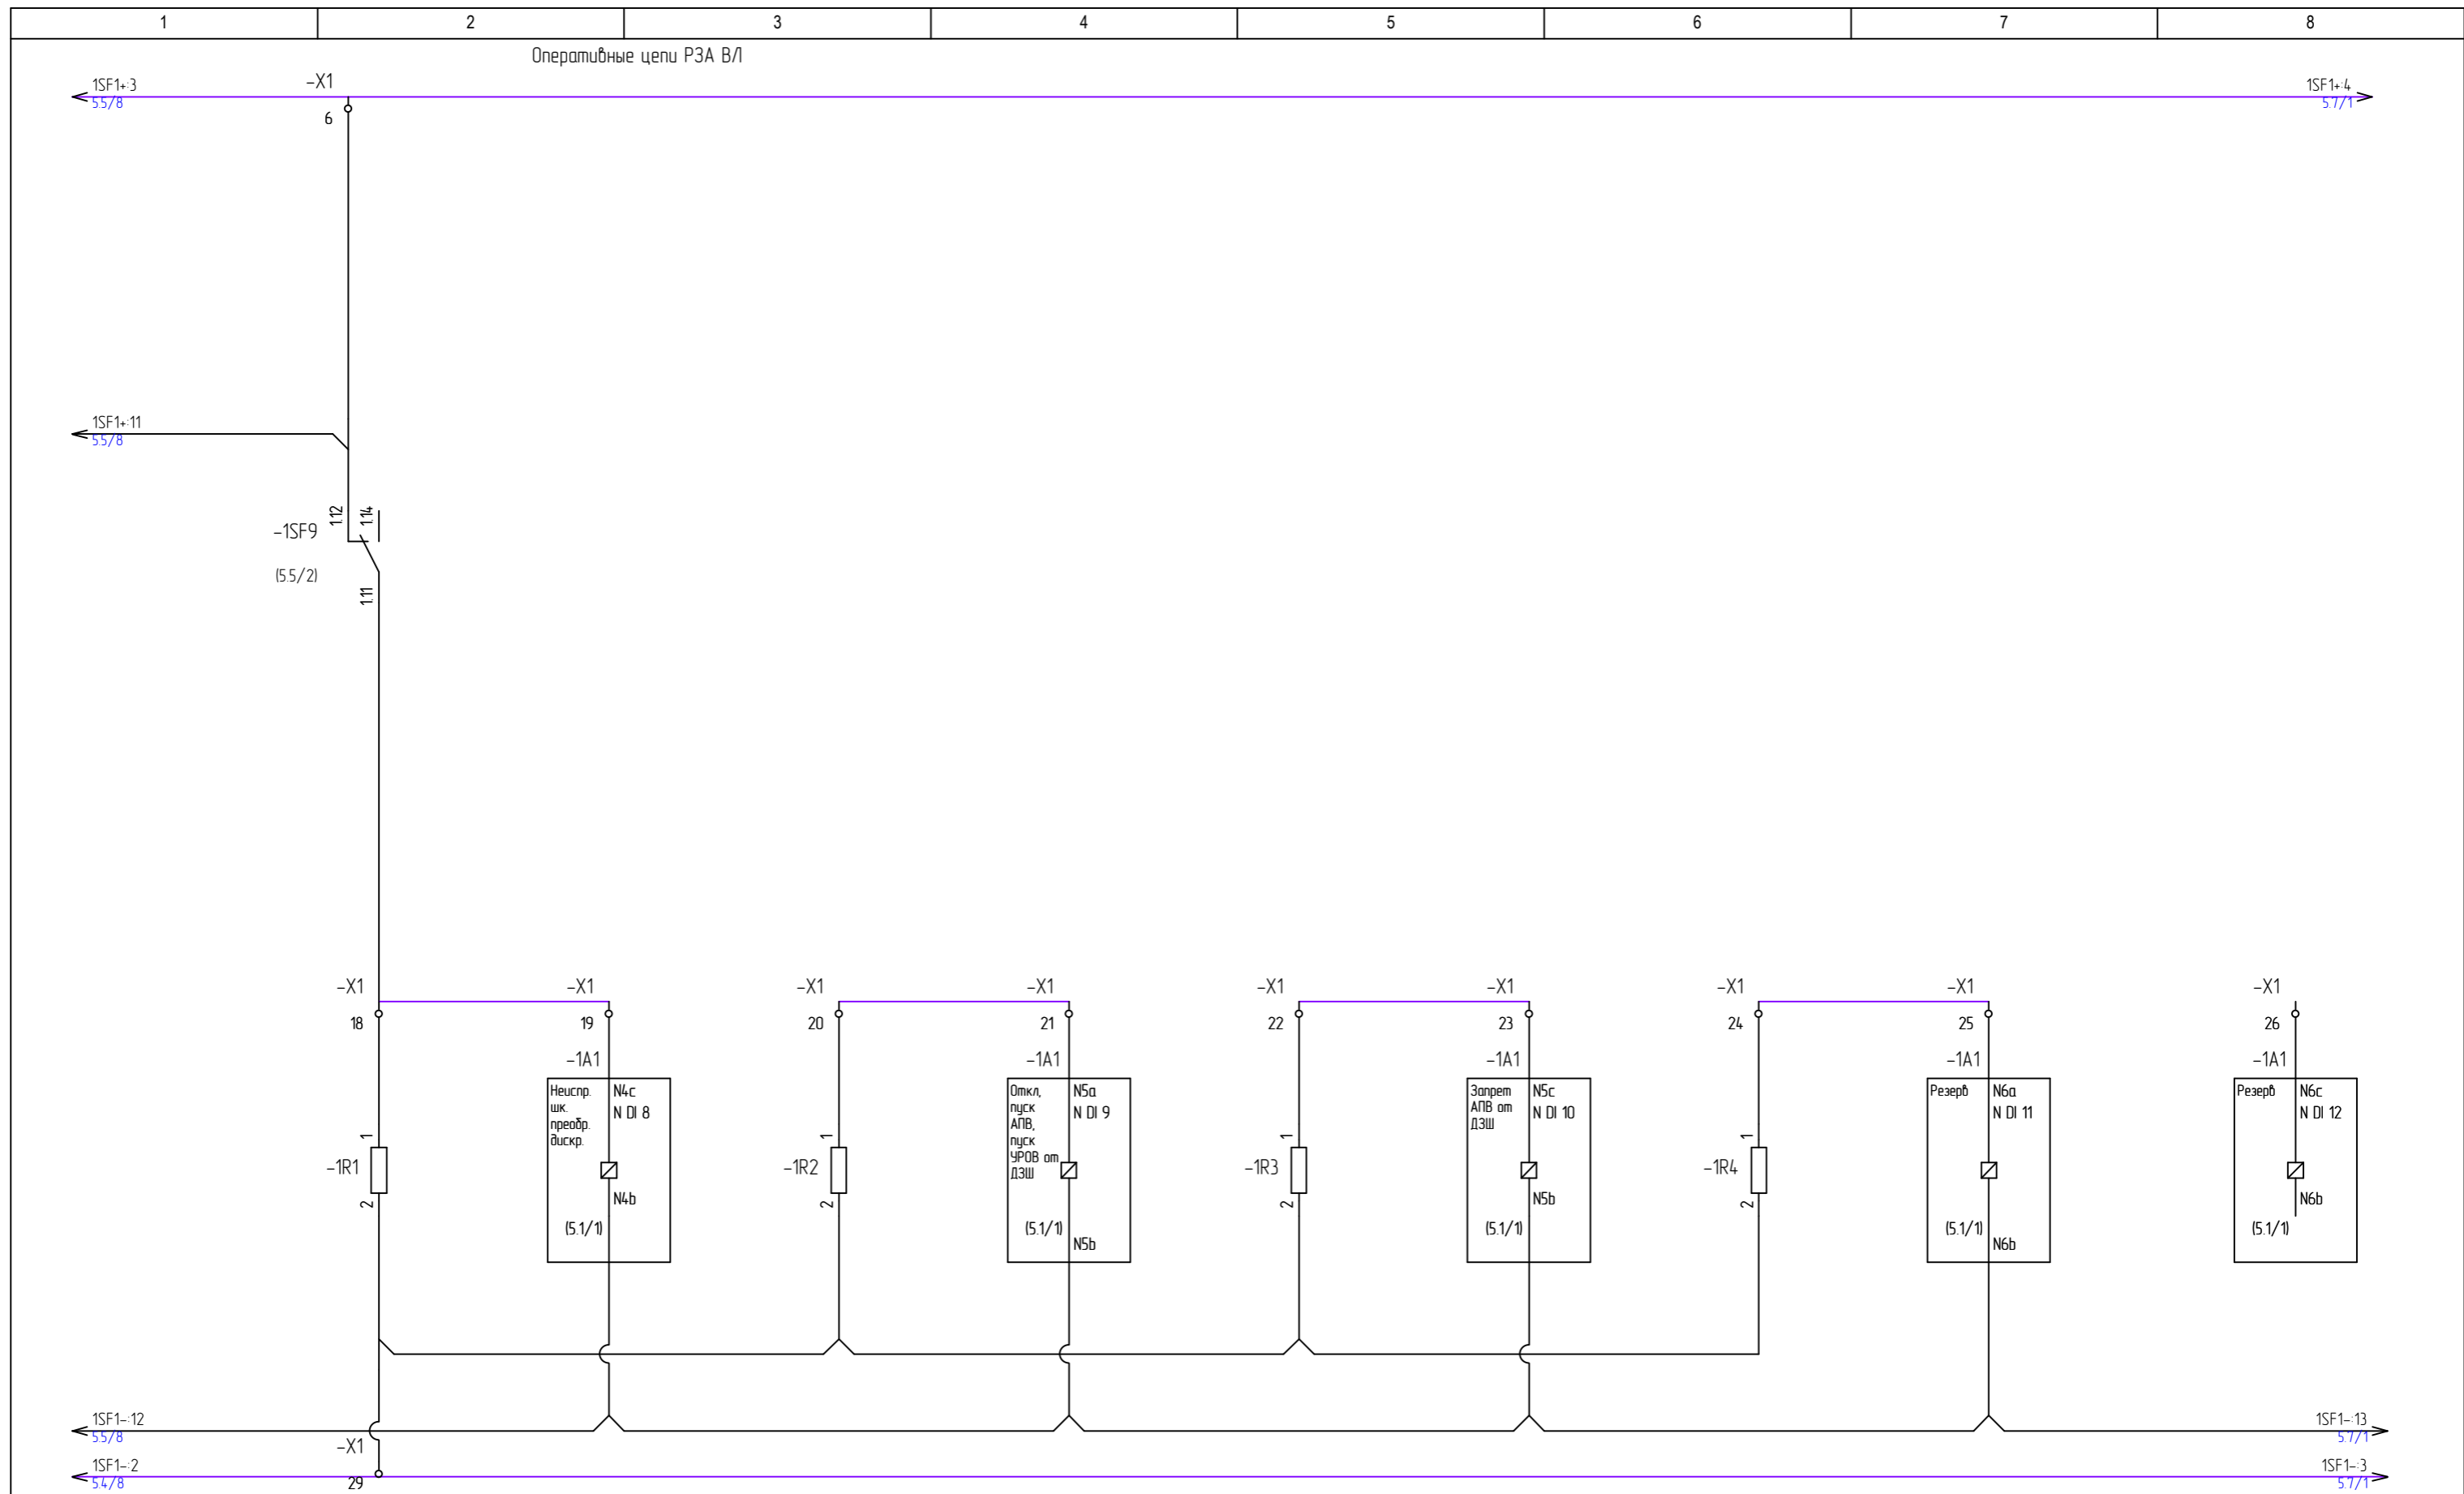 1 2 3 4 5 6 7 8
Оперативные цепи РЗА ВЛ
1SF1+:3
5.5/8
-X1
6
1SF1+:4
5.7/1
1SF1+:11
5.5/8
-1SF9
(5.5/2)
1.12
1.14
1.11
-X1
18
-X1
19
-X1
20
-X1
21
-X1
22
-X1
23
-X1
24
-X1
25
-X1
26
-1R1
1
2
-1A1
Неиспр.
шк.
преобр.
дискр.
N4c
N DI 8
N4b
(5.1/1)
-1R2
1
2
-1A1
Откл,
пуск
АПВ,
пуск
УРОВ от
ДЗШ
N5a
N DI 9
(5.1/1)
N5b
-1R3
1
2
-1A1
Запрет
АПВ от
ДЗШ
N5c
N DI 10
N5b
(5.1/1)
-1R4
1
2
-1A1
Резерв
N6a
N DI 11
(5.1/1)
N6b
-1A1
Резерв
N6c
N DI 12
N6b
(5.1/1)
1SF1-:12
5.5/8
1SF1-:13
5.7/1
-X1
29
1SF1-:2
5.4/8
1SF1-:3
5.7/1